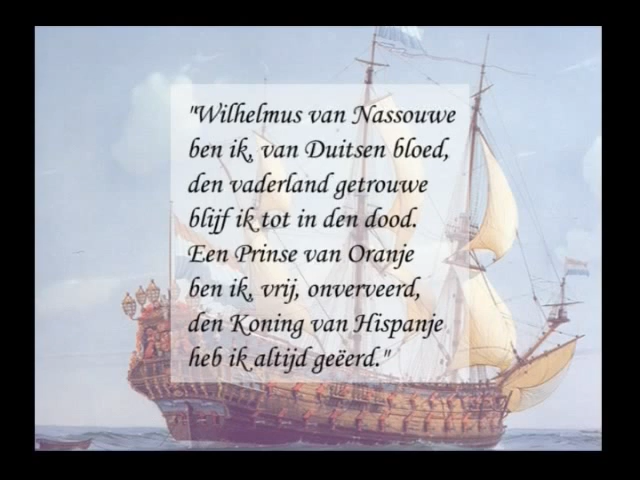 "Wilhelmus van Nassouwe
ben ik, van Duitsen bloed,
den vaderland getrouwe
blijf ik tot in den dood.
Een Prinse van Oranje
ben ik, vrij, onverveerd,
den Koning van Hispanje
heb ik altijd geëerd."